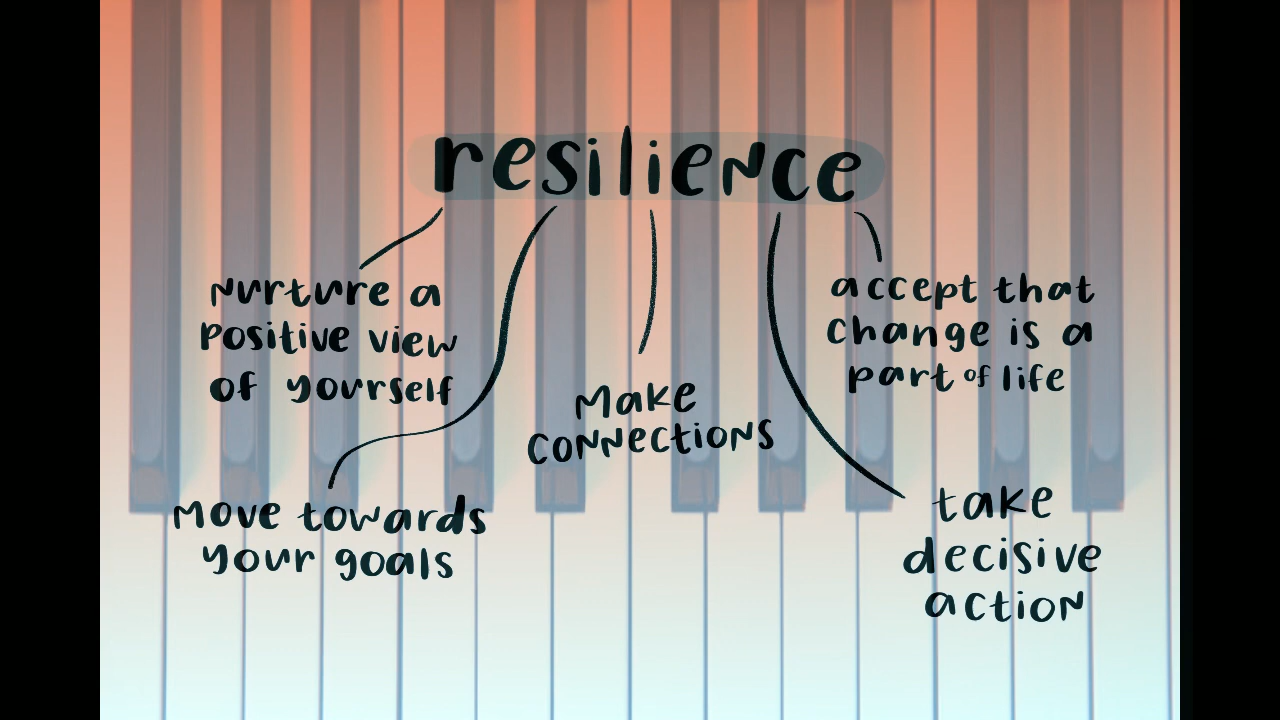 resilience
nurture a
positive view
of yourself
move towards
your goals
Make
connections
accept that
change is a
part of life
take
decisive
action